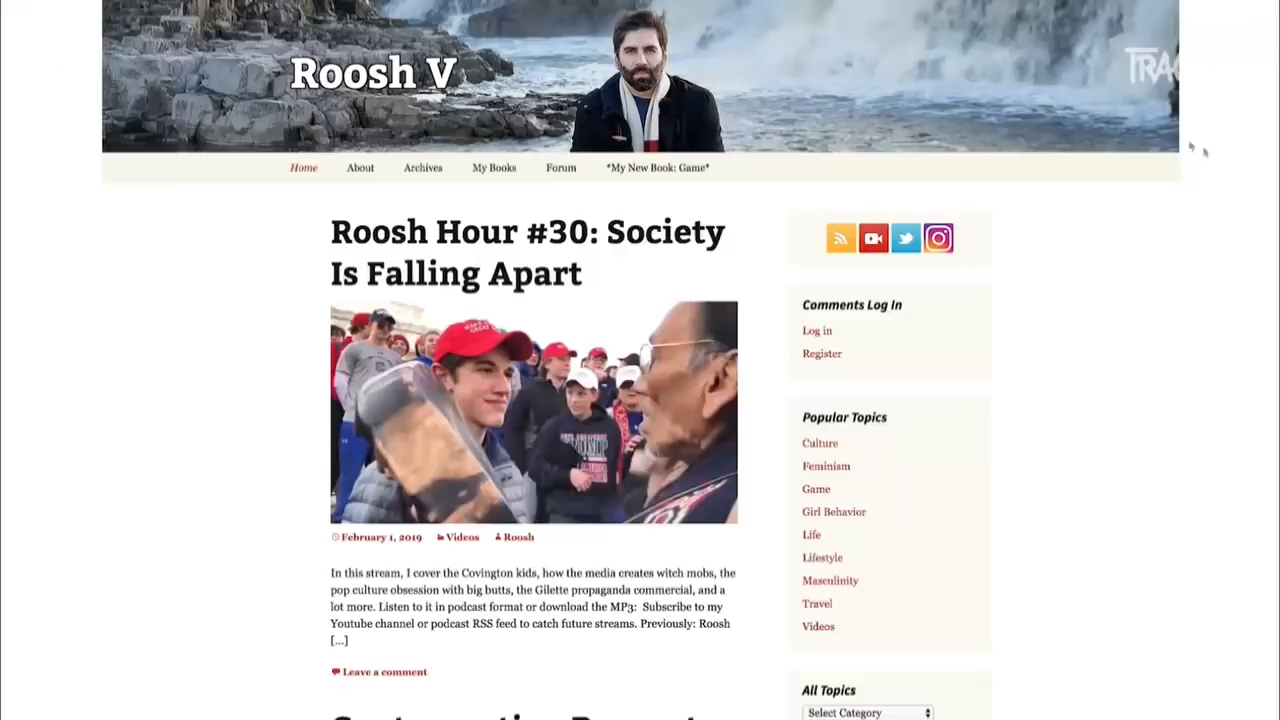 Roosh V
TRAC
Home About Archives My Books Forum *My New Book: Game*
Roosh Hour #30: Society
Is Falling Apart
February 1, 2019 Videos Roosh
In this stream, I cover the Covington kids, how the media creates witch mobs, the
pop culture obsession with big butts, the Gilette propaganda commercial, and a
lot more. Listen to it in podcast format or download the MP3: Subscribe to my
Youtube channel or podcast RSS feed to catch future streams. Previously: Roosh
[...]
Leave a comment
Comments Log In
Log in
Register
Popular Topics
Culture
Feminism
Game
Girl Behavior
Life
Lifestyle
Masculinity
Travel
Videos
All Topics
Select Category